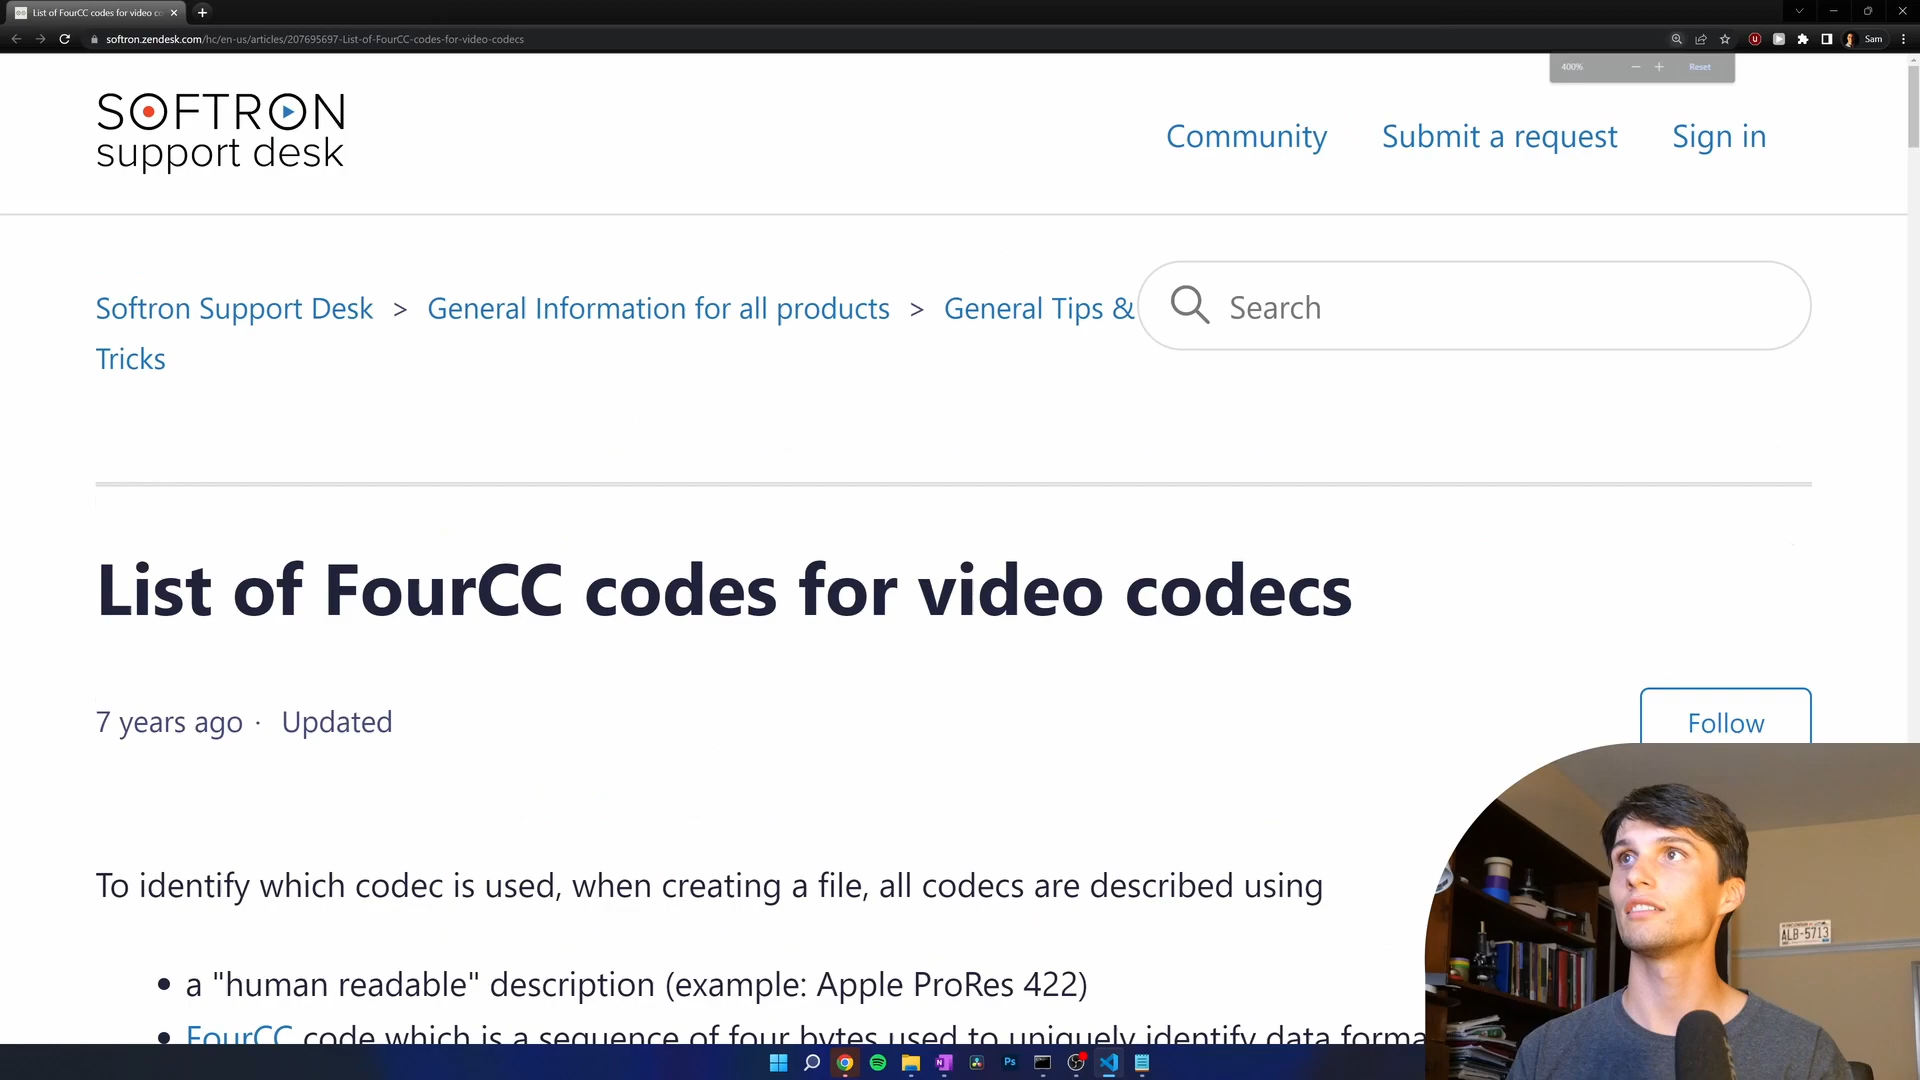 List of FourCC codes for video co
softron.zendesk.com/hc/en-us/articles/207695697-List-of-FourCC-codes-for-video-codecs
Sam
400%
Reset
SOFTRON
support desk
Community
Submit a request
Sign in
Softron Support Desk > General Information for all products > General Tips &
Tricks
Search
List of FourCC codes for video codecs
7 years ago · Updated
Follow
To identify which codec is used, when creating a file, all codecs are described using
• a "human readable" description (example: Apple ProRes 422)
• FourCC code which is a sequence of four bytes used to uniquely identify data forma
ALB-5713
Ps